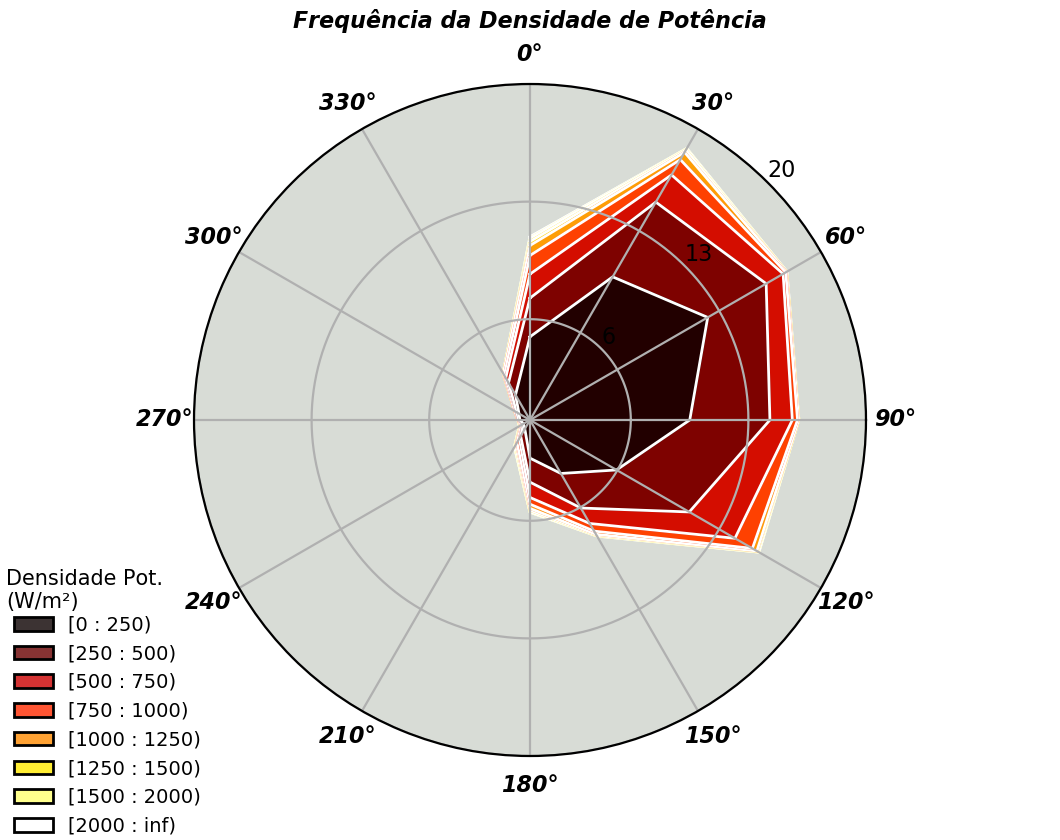 Frequência da Densidade de Potência
0°
330°
30°
20
300°
60°
13
6
270°
90°
240°
120°
210°
150°
180°
Densidade Pot.
(W/m²)
[0 : 250)
[250 : 500)
[500 : 750)
[750 : 1000)
[1000 : 1250)
[1250 : 1500)
[1500 : 2000)
[2000 : inf)